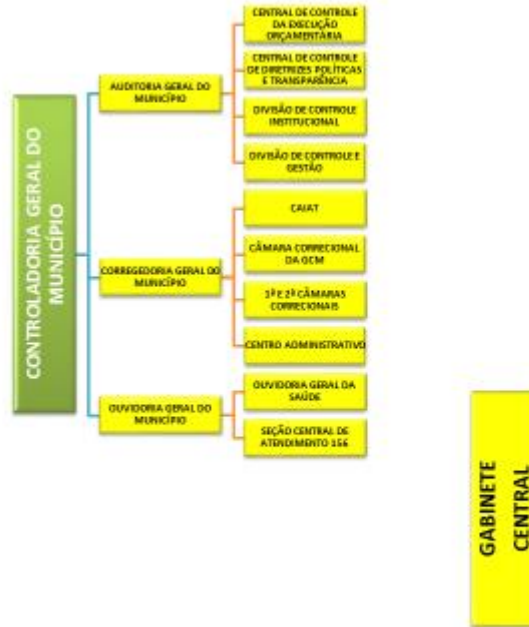 CONTROLADORIA GERAL DO
MUNICÍPIO
AUDITORIA GERAL DO
MUNICÍPIO
CENTRAL DE CONTROLE
DA EXECUÇÃO
ORÇAMENTÁRIA
CENTRAL DE CONTROLE
DE DIRETRIZES POLÍTICAS
E TRANSPARÊNCIA
DIVISÃO DE CONTROLE
INSTITUCIONAL
DIVISÃO DE CONTROLE E
GESTÃO
CORREGEDORIA GERAL DO
MUNICÍPIO
CAIAT
CÂMARA CORRECIONAL
DA GCM
1ª E 2ª CÂMARAS
CORRECIONAIS
CENTRO ADMINISTRATIVO
OUVIDORIA GERAL DO
MUNICÍPIO
OUVIDORIA GERAL DA
SAÚDE
SEÇÃO CENTRAL DE
ATENDIMENTO 156
GABINETE
CENTRAL